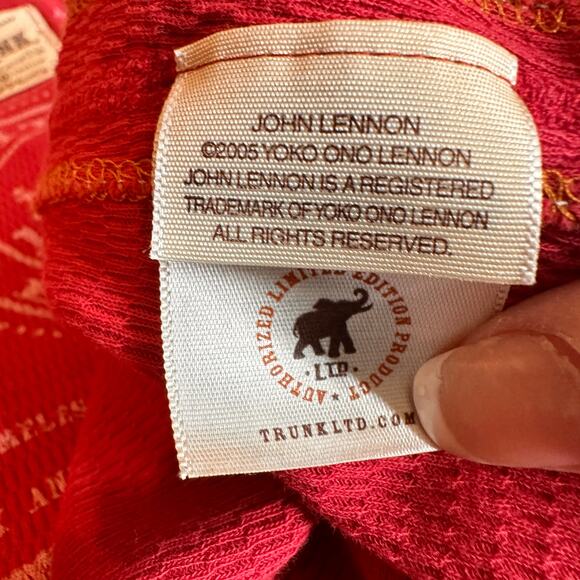 JOHN LENNON
©2005 YOKO ONO LENNON
JOHN LENNON IS A REGISTERED
TRADEMARK OF YOKO ONO LENNON
ALL RIGHTS RESERVED.
AUTHORIZED LIMITED EDITION PRODUCT ★
· LTD. ·
TRUNKLTD.COM